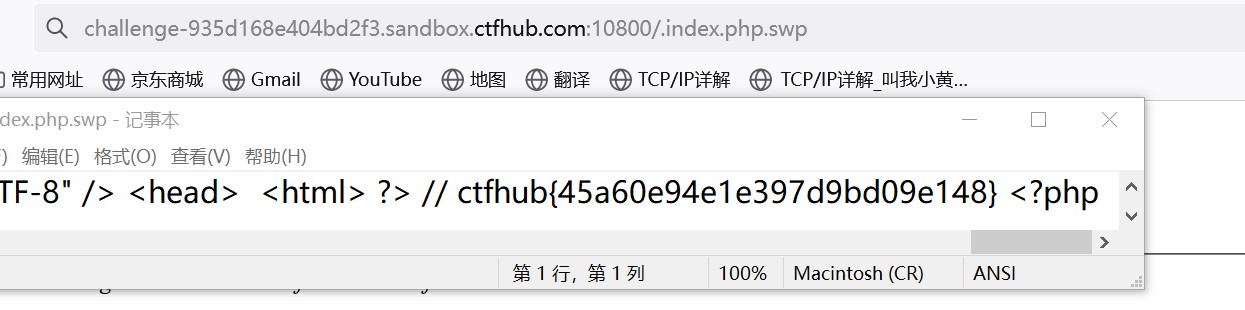 challenge-935d168e404bd2f3.sandbox.ctfhub.com:10800/.index.php.swp
常用网址 京东商城 Gmail YouTube 地图 翻译 TCP/IP详解 TCP/IP详解_叫我小黄...
dex.php.swp - 记事本
编辑(E) 格式(O) 查看(V) 帮助(H)
TF-8" /> <head> <html> ?> // ctfhub{45a60e94e1e397d9bd09e148} <?php
第 1 行，第 1 列 100% Macintosh (CR) ANSI